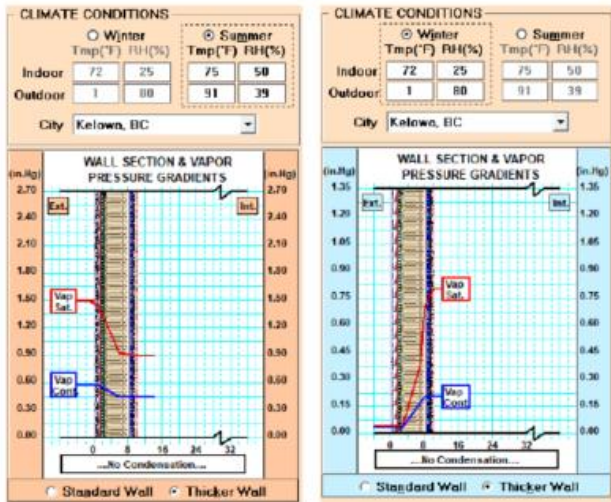 CLIMATE CONDITIONS
Winter Summer
Tmp(°F) RH(%) Tmp(°F) RH(%)
Indoor 72 25 75 50
Outdoor 1 80 91 39
City Kelowna, BC
(in.Hg) WALL SECTION & VAPOR (in.Hg)
2.70 PRESSURE GRADIENTS 2.70
Ext. Int.
2.40 2.40
2.10 2.10
1.80 1.80
Vap
1.50 Sat. 1.50
1.20 1.20
0.90 0.90
Vap
0.60 Cont 0.60
0.30 0.30
0.00 0.00
0 8 16 24 32
....No Condensation....
Standard Wall Thicker Wall
CLIMATE CONDITIONS
Winter Summer
Tmp(°F) RH(%) Tmp(°F) RH(%)
Indoor 72 25 75 50
Outdoor 1 80 91 39
City Kelowna, BC
(in.Hg) WALL SECTION & VAPOR (in.Hg)
1.35 PRESSURE GRADIENTS 1.35
Ext. Int.
1.20 1.20
1.05 1.05
0.90 0.90
Vap
0.75 Sat. 0.75
0.60 0.60
0.45 0.45
0.30 0.30
Vap
0.15 Cont 0.15
0.00 0.00
0 8 16 24 32
....No Condensation....
Standard Wall Thicker Wall